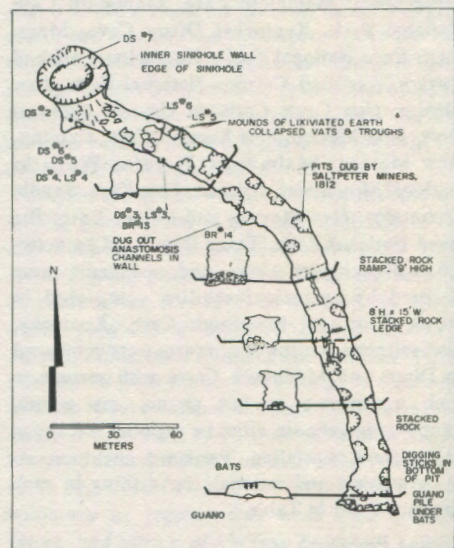 DS#7
INNER SINKHOLE WALL
EDGE OF SINKHOLE
DS#2
LS#6
LS#5
MOUNDS OF LIXIVIATED EARTH
COLLAPSED VATS & TROUGHS
DS#6
DS#5
DS#4, LS#4
PITS DUG BY
SALTPETER MINERS,
1812
DS#3, LS#3,
BR#13
BR#14
DUG OUT
ANASTOMOSIS
CHANNELS IN
WALL
STACKED ROCK
RAMP. 9' HIGH
N
8'H x 15'W
STACKED ROCK
LEDGE
0 30 60
METERS
STACKED
ROCK
DIGGING
STICKS IN
BOTTOM
OF PIT
BATS
GUANO
PILE
UNDER
BATS
GUANO